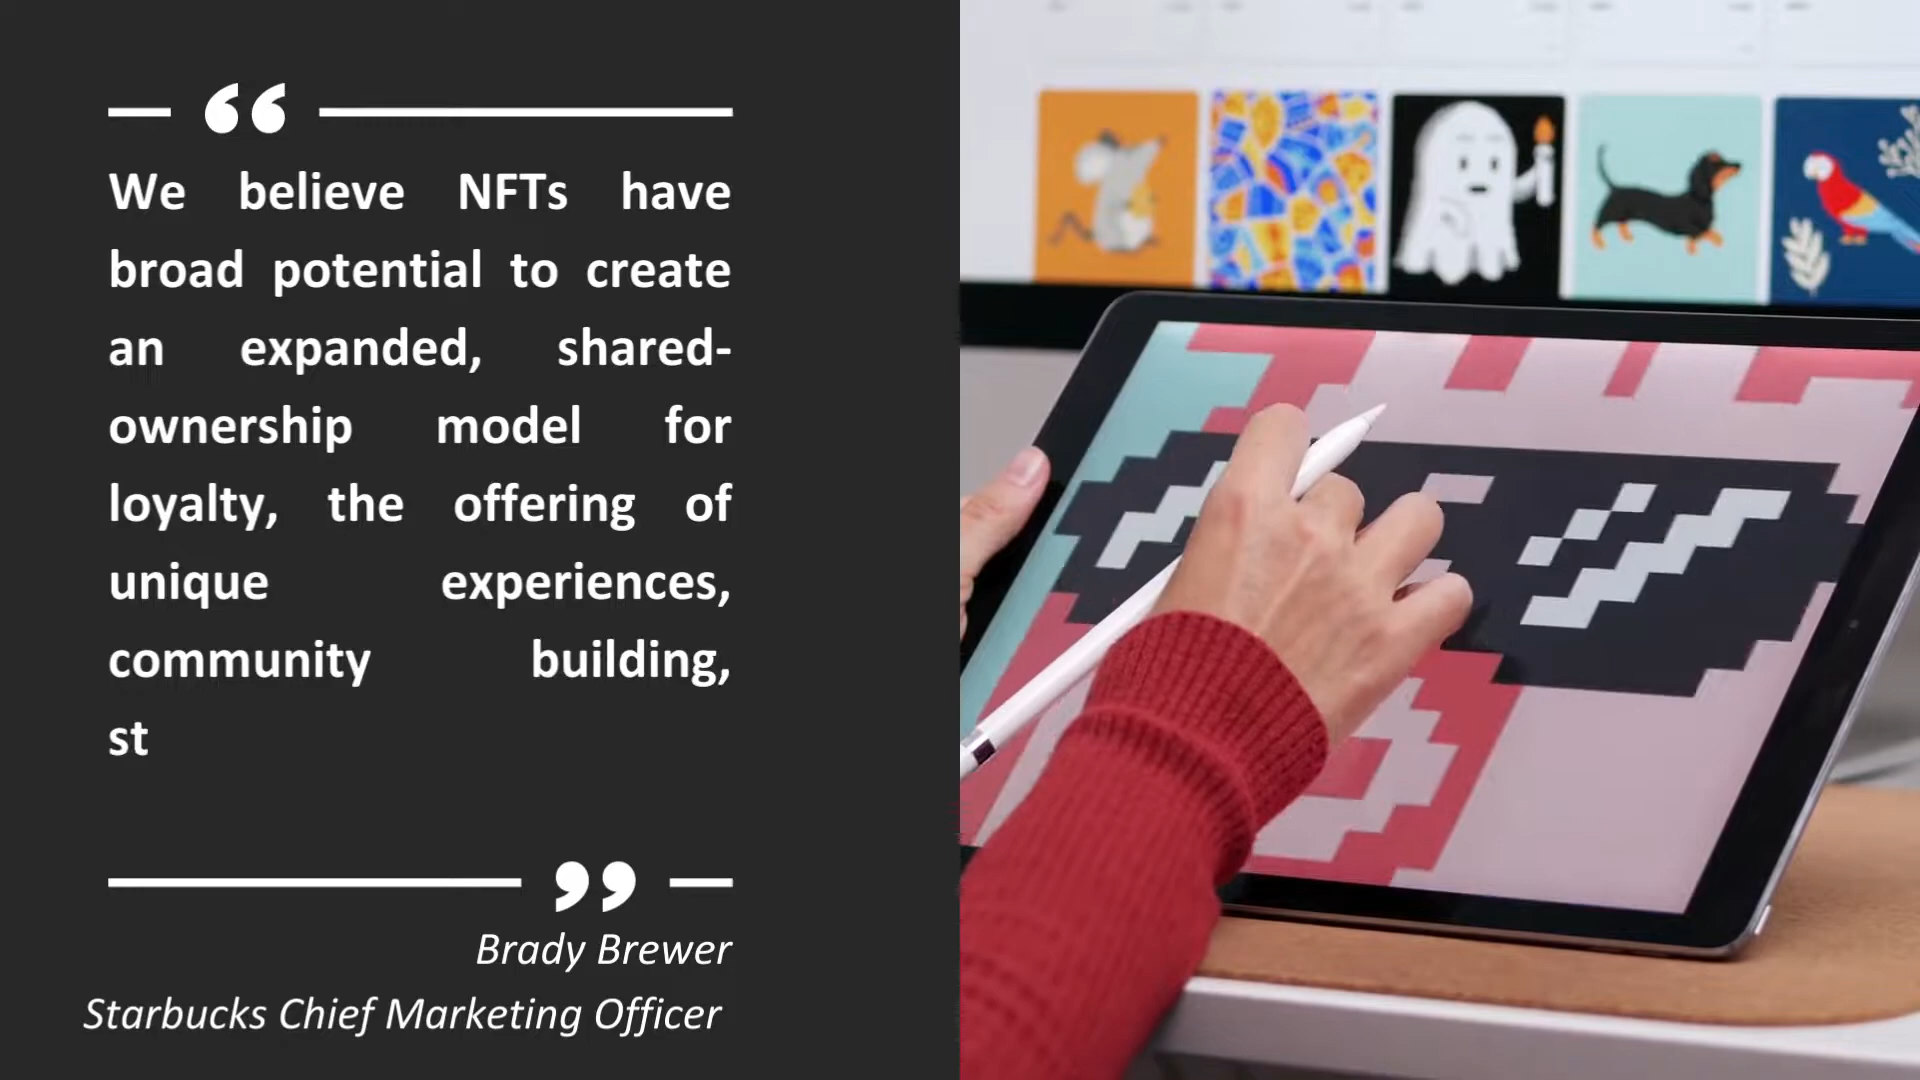 “
We believe NFTs have
broad potential to create
an expanded, shared-
ownership model for
loyalty, the offering of
unique experiences,
community building,
st
”
Brady Brewer
Starbucks Chief Marketing Officer